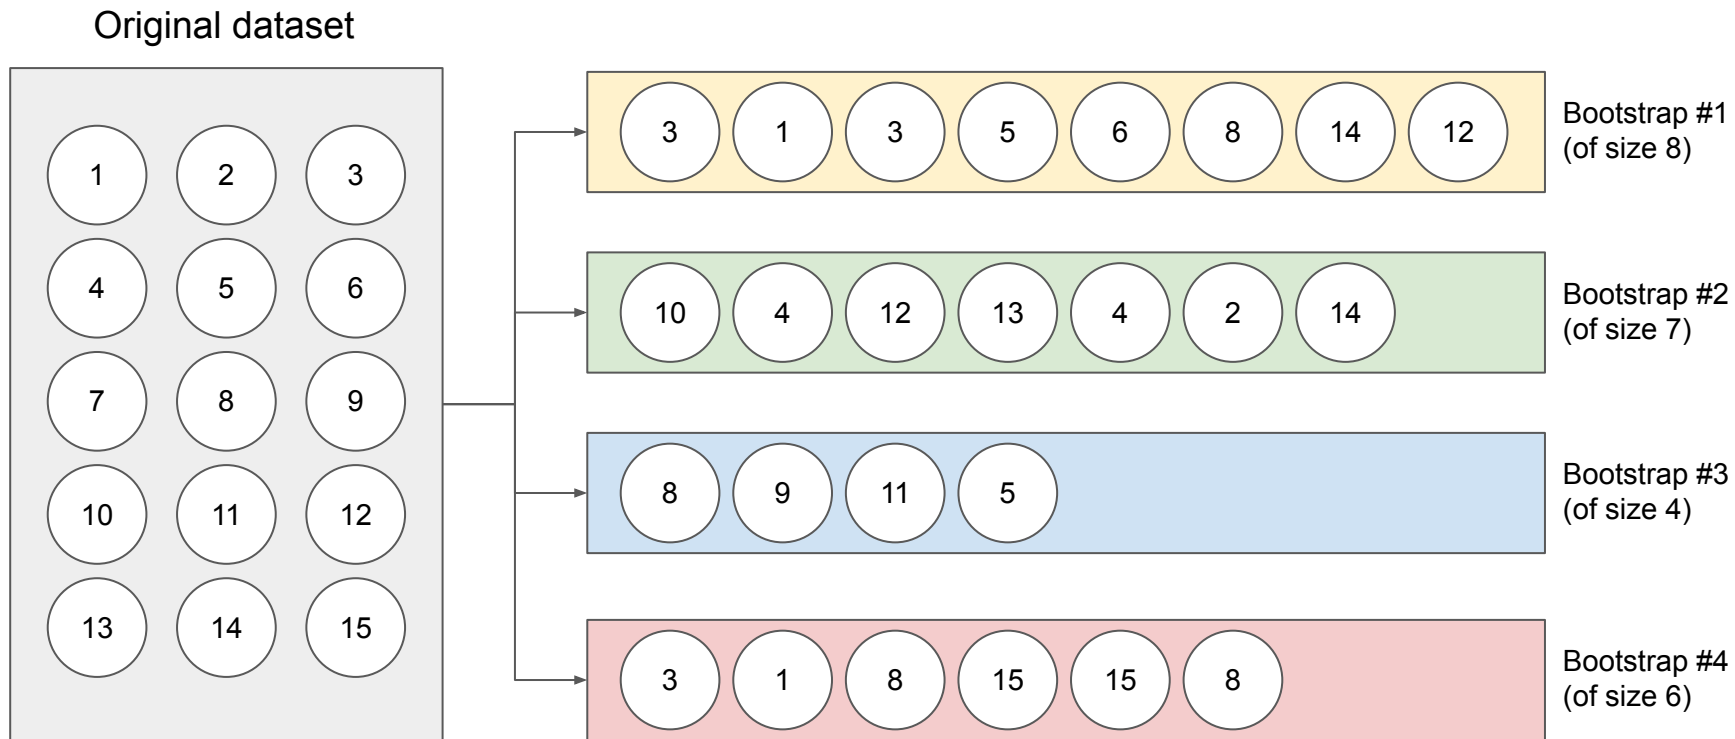 Original dataset
1 2 3
4 5 6
7 8 9
10 11 12
13 14 15
3 1 3 5 6 8 14 12
Bootstrap #1
(of size 8)
10 4 12 13 4 2 14
Bootstrap #2
(of size 7)
8 9 11 5
Bootstrap #3
(of size 4)
3 1 8 15 15 8
Bootstrap #4
(of size 6)